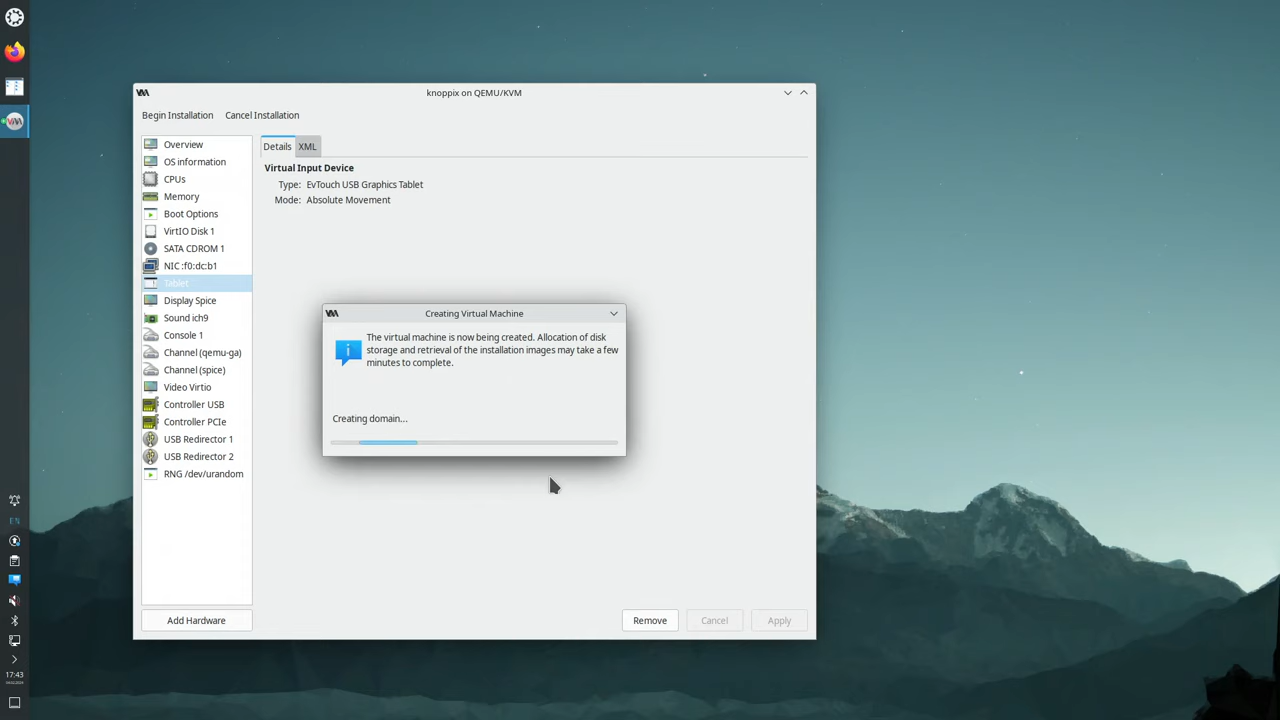 knoppix on QEMU/KVM
Begin Installation Cancel Installation
Overview
OS information
CPUs
Memory
Boot Options
VirtIO Disk 1
SATA CDROM 1
NIC :f0:dc:b1
Tablet
Display Spice
Sound ich9
Console 1
Channel (qemu-ga)
Channel (spice)
Video Virtio
Controller USB
Controller PCIe
USB Redirector 1
USB Redirector 2
RNG /dev/urandom
Add Hardware
Details XML
Virtual Input Device
Type: EvTouch USB Graphics Tablet
Mode: Absolute Movement
Creating Virtual Machine
The virtual machine is now being created. Allocation of disk
storage and retrieval of the installation images may take a few
minutes to complete.
Creating domain...
Remove Cancel Apply
EN
17:43